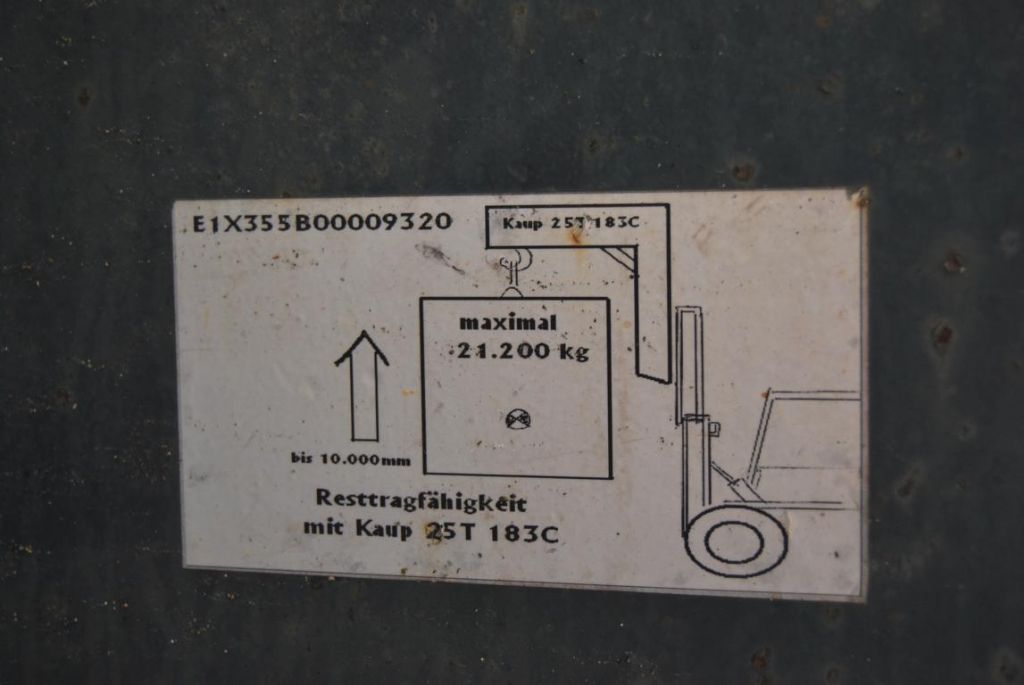 E1X355B00009320
Kaup 25T 183C
maximal
21.200 kg
bis 10.000mm
Resttragfähigkeit
mit Kaup 25T 183C